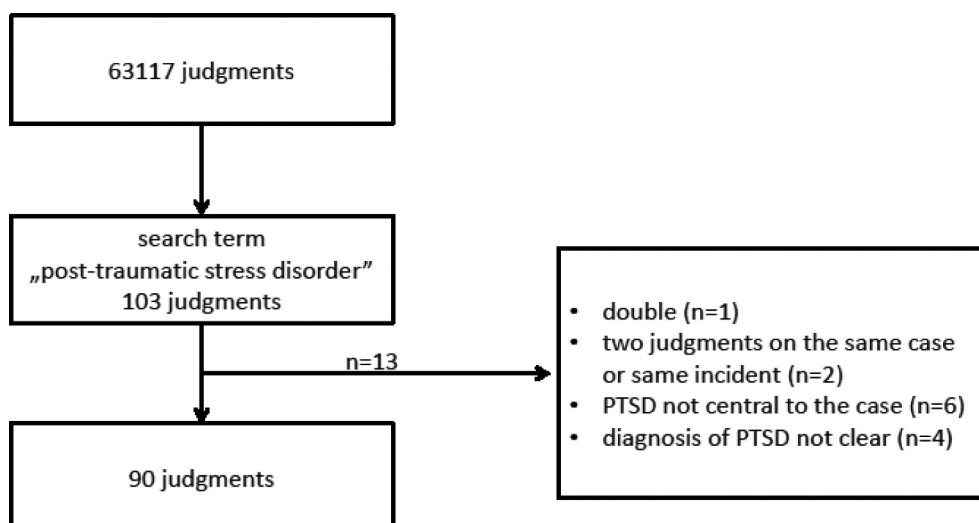 63117 judgments
search term
„post-traumatic stress disorder”
103 judgments
n=13
• double (n=1)
• two judgments on the same case
or same incident (n=2)
• PTSD not central to the case (n=6)
• diagnosis of PTSD not clear (n=4)
90 judgments